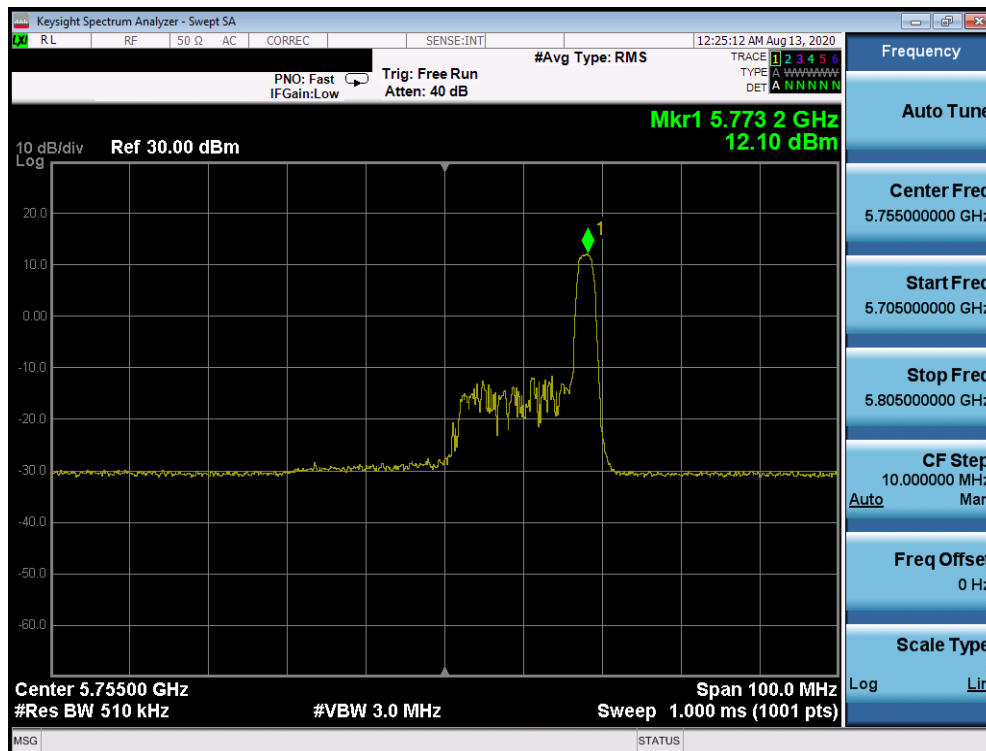 Keysight Spectrum Analyzer - Swept SA
LXI RL RF 50 Ω AC CORREC SENSE:INT 12:25:12 AM Aug 13, 2020
#Avg Type: RMS
TRACE 1 2 3 4 5 6
PNO: Fast Trig: Free Run TYPE A WWWWW
IFGain:Low Atten: 40 dB DET A N N N N N
Mkr1 5.773 2 GHz
12.10 dBm
10 dB/div Ref 30.00 dBm
Log
1
20.0
10.0
0.00
-10.0
-20.0
-30.0
-40.0
-50.0
-60.0
Center 5.75500 GHz Span 100.0 MHz
#Res BW 510 kHz #VBW 3.0 MHz Sweep 1.000 ms (1001 pts)
MSG STATUS
Frequency
Auto Tune
Center Freq
5.755000000 GHz
Start Freq
5.705000000 GHz
Stop Freq
5.805000000 GHz
CF Step
10.000000 MHz
Auto Man
Freq Offset
0 Hz
Scale Type
Log Lin